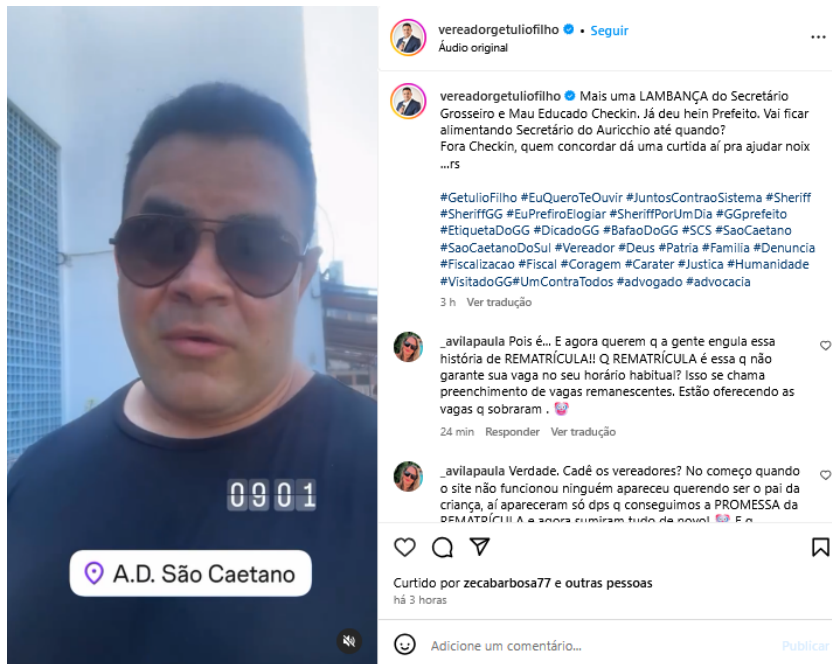 vereadorgetuliofilho • Seguir
Áudio original
vereadorgetuliofilho Mais uma LAMBANÇA do Secretário
Grosseiro e Mau Educado Checkin. Já deu hein Prefeito. Vai ficar
alimentando Secretário do Auricchio até quando?
Fora Checkin, quem concordar dá uma curtida aí pra ajudar noix
...rs
#GetulioFilho #EuQueroTeOuvir #JuntosContraoSistema #Sheriff
#SheriffGG #EuPrefiroElogiar #SheriffPorUmDia #GGprefeito
#EtiquetaDoGG #DicadoGG #BafaoDoGG #SCS #SaoCaetano
#SaoCaetanoDoSul #Vereador #Deus #Patria #Familia #Denuncia
#Fiscalizacao #Fiscal #Coragem #Carater #Justica #Humanidade
#VisitadoGG#UmContraTodos #advogado #advocacia
3 h Ver tradução
_avilapaula Pois é... E agora querem q a gente engula essa
história de REMATRÍCULA!! Q REMATRÍCULA é essa q não
garante sua vaga no seu horário habitual? Isso se chama
preenchimento de vagas remanescentes. Estão oferecendo as
vagas q sobraram . 🤡
24 min Responder Ver tradução
_avilapaula Verdade. Cadê os vereadores? No começo quando
o site não funcionou ninguém apareceu querendo ser o pai da
criança, aí apareceram só dps q conseguimos a PROMESSA da
REMATRÍCULA e agora sumiram tudo de novo! 🤡 E q
Curtido por zecabarbosa77 e outras pessoas
há 3 horas
Adicione um comentário...
Publicar
0901
A.D. São Caetano